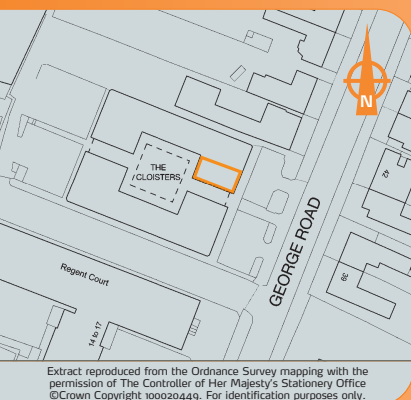 N
THE
CLOISTERS
42
GEORGE ROAD
39
Regent Court
14 to 17
Extract reproduced from the Ordnance Survey mapping with the
permission of The Controller of Her Majesty's Stationery Office
©Crown Copyright 100020449. For identification purposes only.